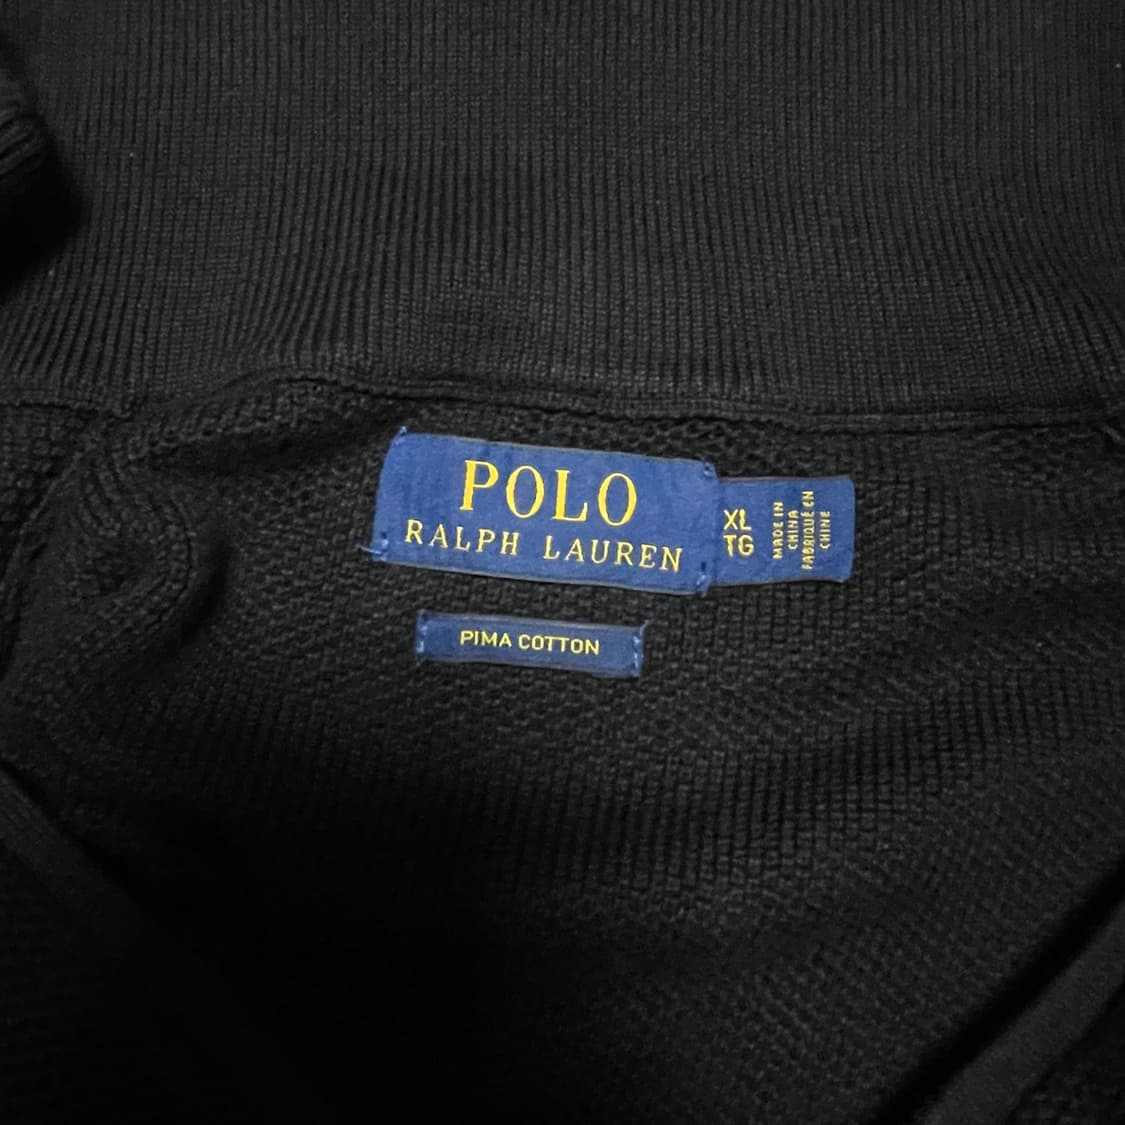 POLO
RALPH LAUREN
XL
TG
MADE IN
CHINA
FABRIQUÉ EN
CHINE
PIMA COTTON